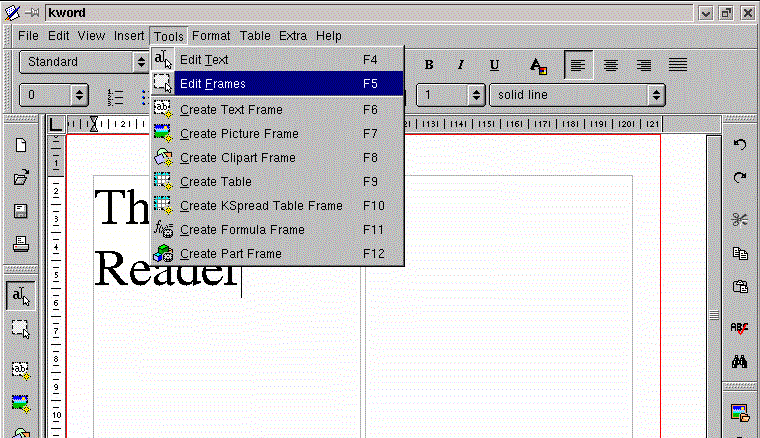 kword
File Edit View Insert Tools Format Table Extra Help
Standard
B I U A
0
1
solid line
Edit Text F4
Edit Frames F5
Create Text Frame F6
Create Picture Frame F7
Create Clipart Frame F8
Create Table F9
Create KSpread Table Frame F10
Create Formula Frame F11
Create Part Frame F12
Th
Reader